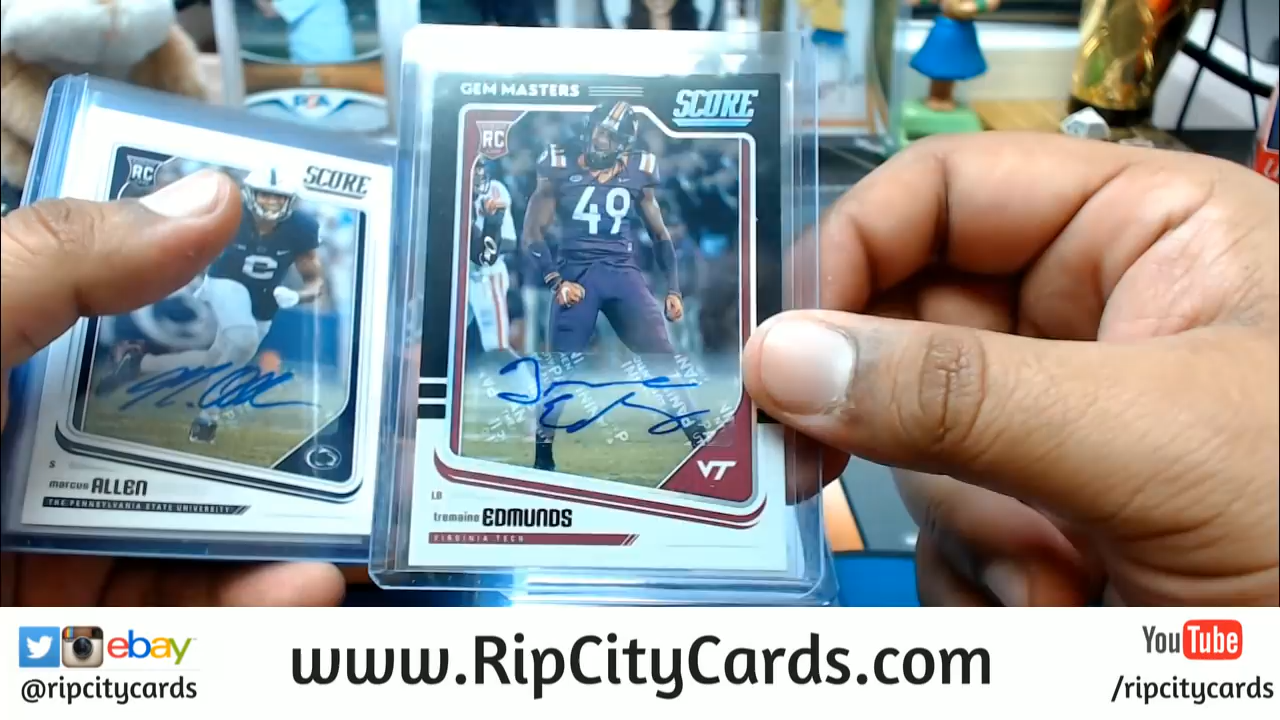 GEM MASTERS
SCORE
RC
49
VT
LB
tremaine EDMUNDS
VIRGINIA TECH
RC
SCORE
C
S
marcus ALLEN
THE PENNSYLVANIA STATE UNIVERSITY
ebay
@ripcitycards
www.RipCityCards.com
YouTube
/ripcitycards